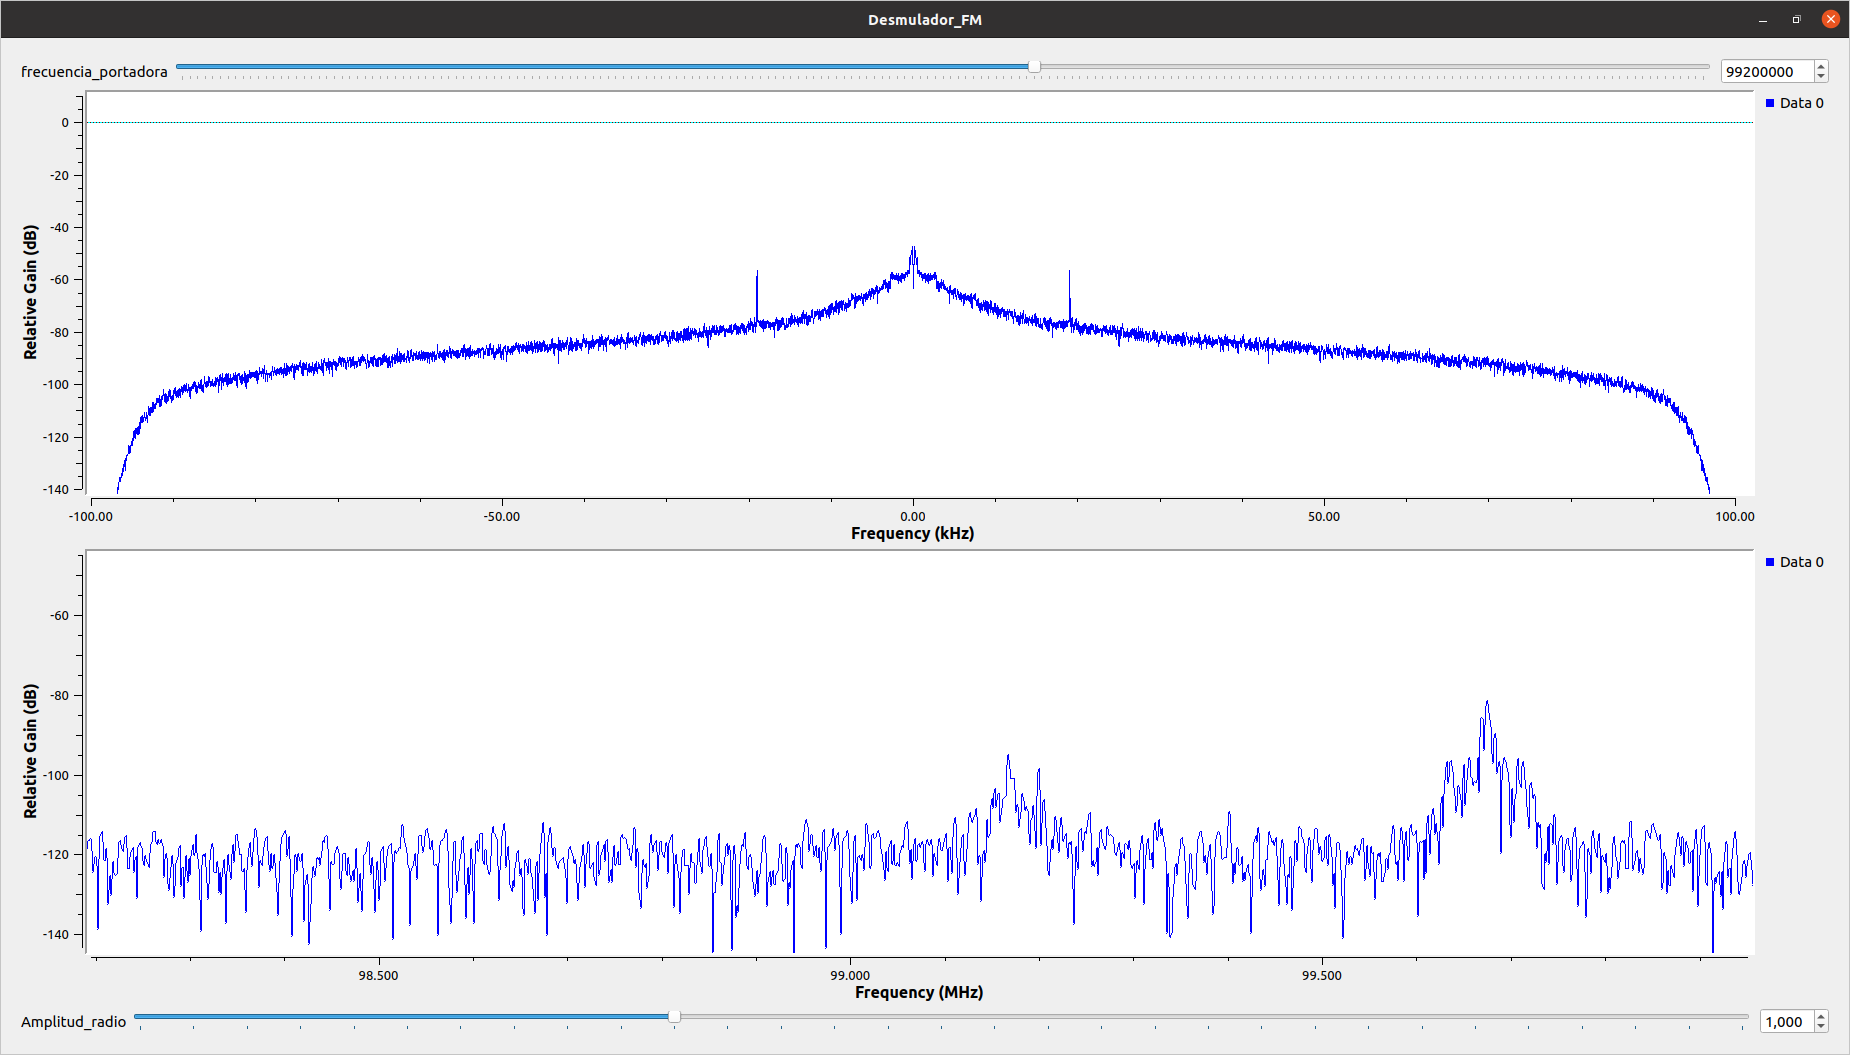 Desmulador_FM
frecuencia_portadora
99200000
Data 0
0
-20
-40
-60
-80
-100
-120
-140
Relative Gain (dB)
-100.00 -50.00 0.00 50.00 100.00
Frequency (kHz)
Data 0
-60
-80
-100
-120
-140
Relative Gain (dB)
98.500 99.000 99.500
Frequency (MHz)
Amplitud_radio
1,000